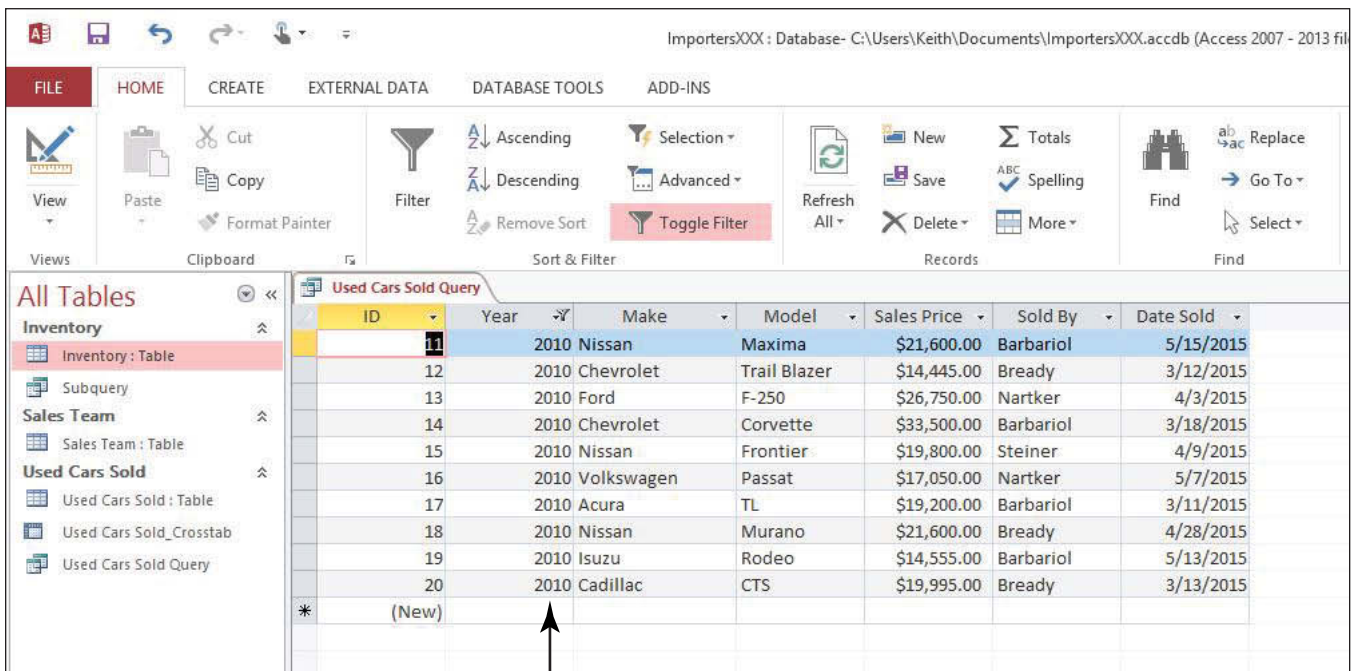 ImportersXXX : Database- C:\Users\Keith\Documents\ImportersXXX.accdb (Access 2007 - 2013 fil
FILE HOME CREATE EXTERNAL DATA DATABASE TOOLS ADD-INS
View
Views
Paste
Cut
Copy
Format Painter
Clipboard
Filter
Ascending
Descending
Remove Sort
Selection
Advanced
Toggle Filter
Sort & Filter
Refresh
All
New
Save
Delete
Totals
ABC Spelling
More
Records
Find
ab ac Replace
Go To
Select
Find
All Tables
Inventory
Inventory : Table
Subquery
Sales Team
Sales Team : Table
Used Cars Sold
Used Cars Sold : Table
Used Cars Sold_Crosstab
Used Cars Sold Query
Used Cars Sold Query
ID Year Make Model Sales Price Sold By Date Sold
11 2010 Nissan Maxima $21,600.00 Barbariol 5/15/2015
12 2010 Chevrolet Trail Blazer $14,445.00 Bready 3/12/2015
13 2010 Ford F-250 $26,750.00 Nartker 4/3/2015
14 2010 Chevrolet Corvette $33,500.00 Barbariol 3/18/2015
15 2010 Nissan Frontier $19,800.00 Steiner 4/9/2015
16 2010 Volkswagen Passat $17,050.00 Nartker 5/7/2015
17 2010 Acura TL $19,200.00 Barbariol 3/11/2015
18 2010 Nissan Murano $21,600.00 Bready 4/28/2015
19 2010 Isuzu Rodeo $14,555.00 Barbariol 5/13/2015
20 2010 Cadillac CTS $19,995.00 Bready 3/13/2015
* (New)